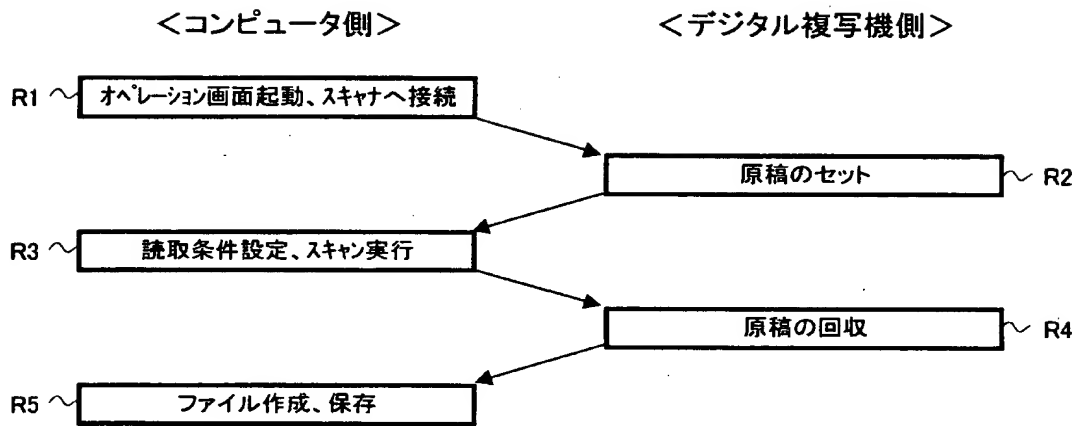 ＜コンピュータ側＞ ＜デジタル複写機側＞
R1 オペレーション画面起動、スキャナへ接続
原稿のセット R2
R3 読取条件設定、スキャン実行
原稿の回収 R4
R5 ファイル作成、保存